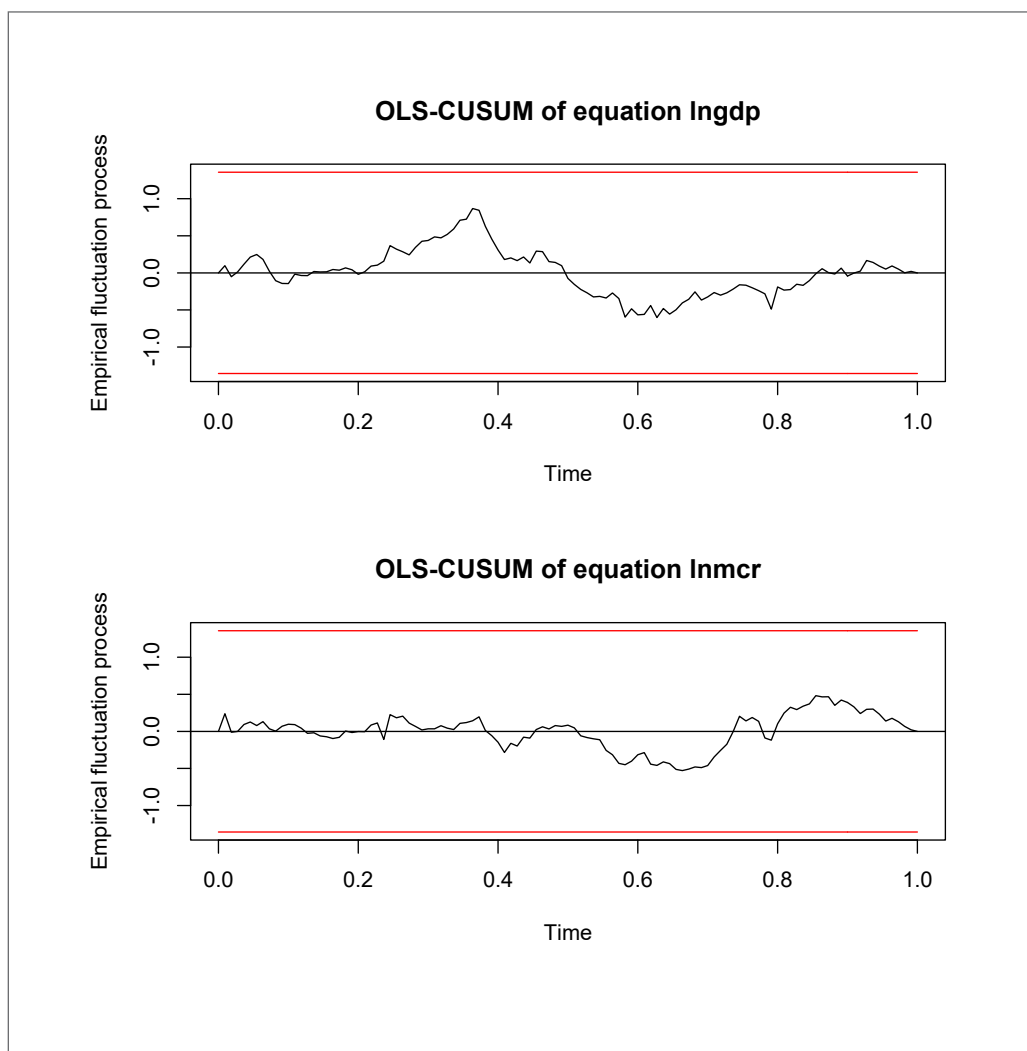 OLS-CUSUM of equation lngdp
Empirical fluctuation process
1.0
0.0
-1.0
0.0 0.2 0.4 0.6 0.8 1.0
Time
OLS-CUSUM of equation lnmcr
Empirical fluctuation process
1.0
0.0
-1.0
0.0 0.2 0.4 0.6 0.8 1.0
Time